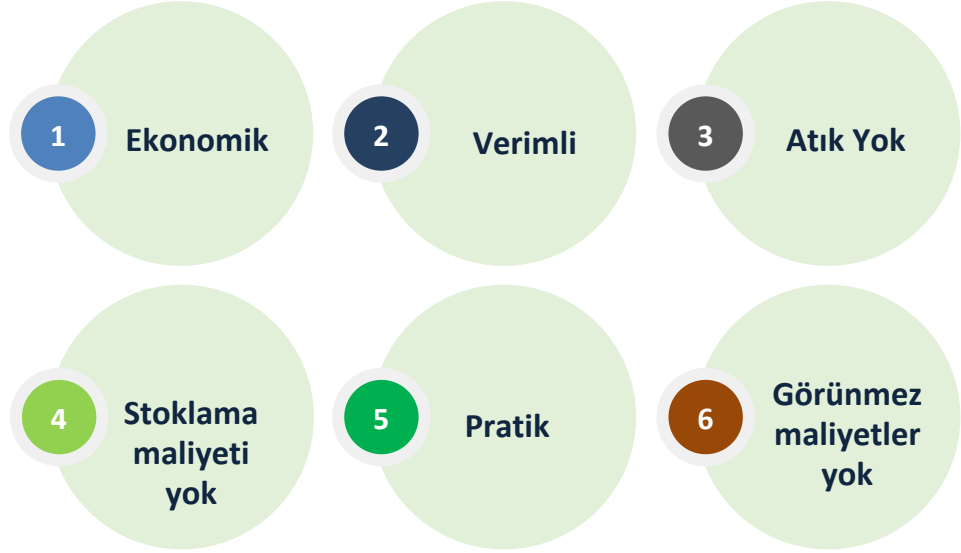 1
Ekonomik
2
Verimli
3
Atık Yok
4
Stoklama
maliyeti
yok
5
Pratik
6
Görünmez
maliyetler
yok